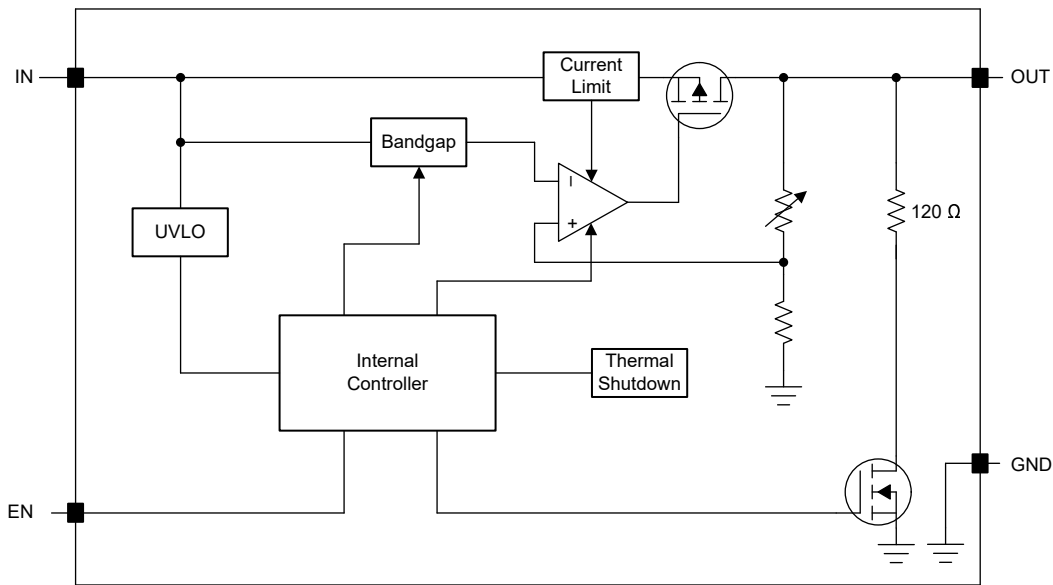 IN
Current
Limit
OUT
Bandgap
–
+
120 Ω
UVLO
Internal
Controller
Thermal
Shutdown
GND
EN